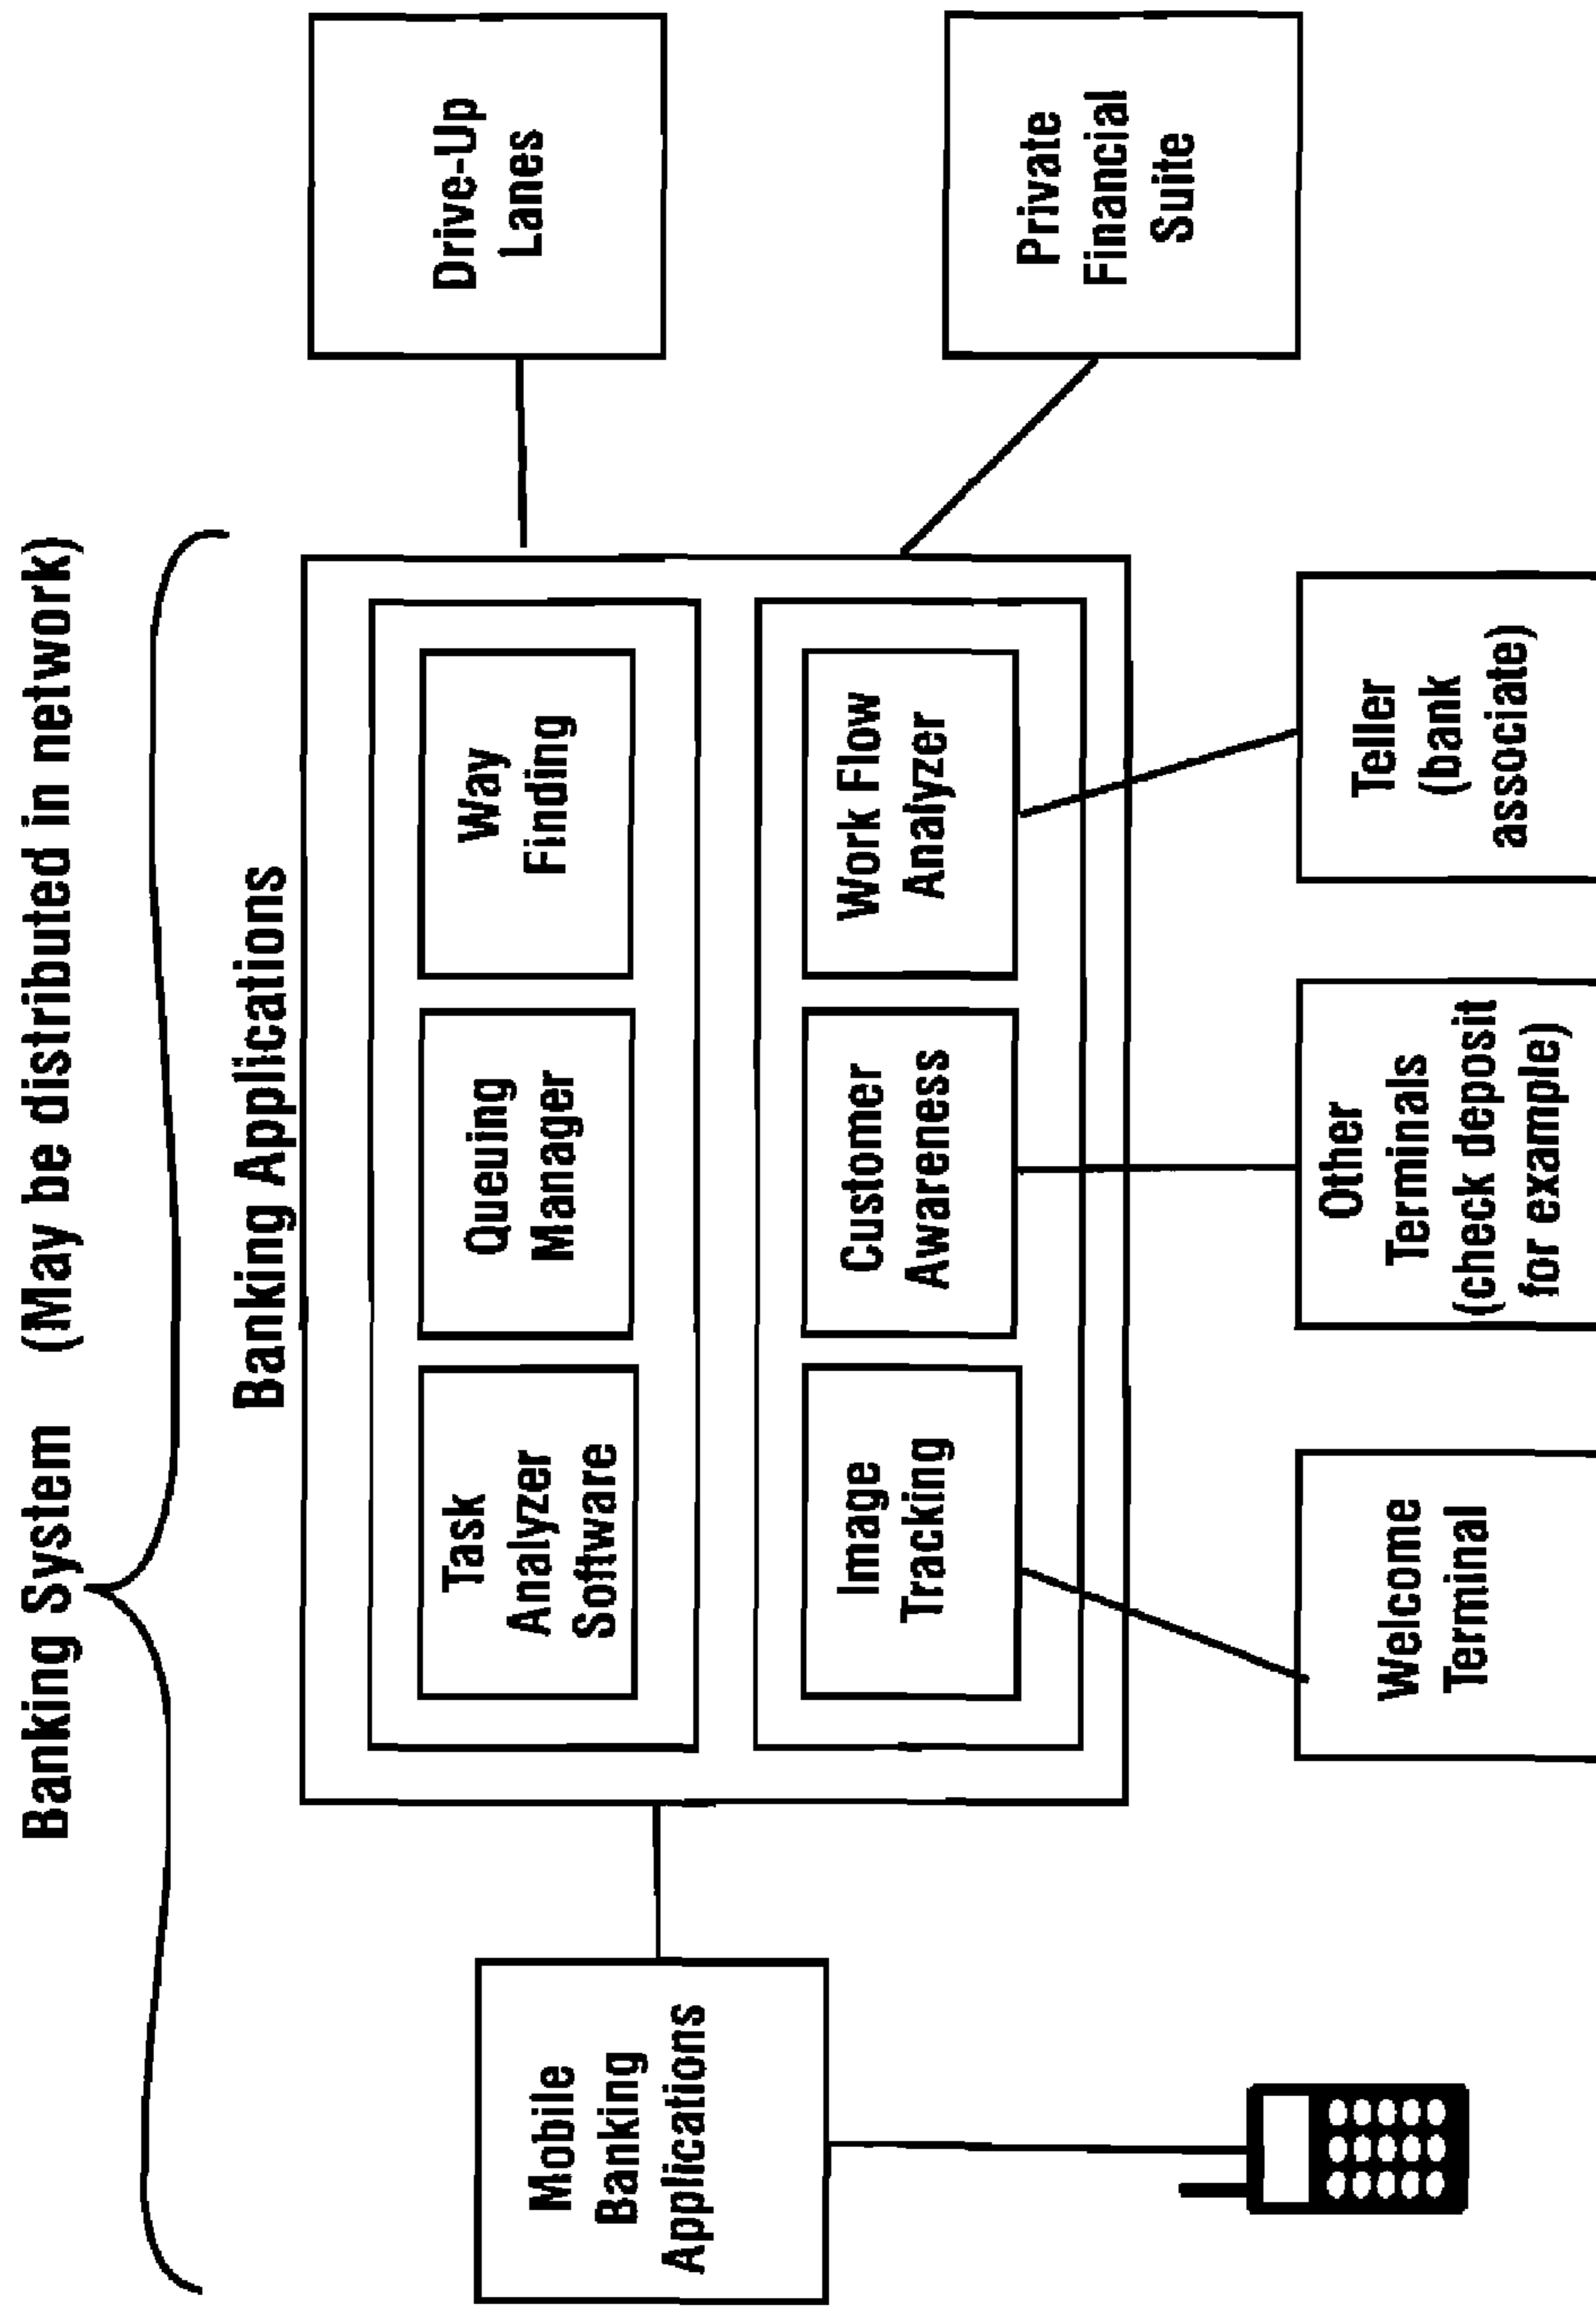 Banking System (May be distributed in network)
Banking Applications
Mobile
Banking
Applications
Task
Analyzer
Software
Queuing
Manager
Way
Finding
Image
Tracking
Customer
Awareness
Work Flow
Analyzer
Drive-Up
Lanes
Private
Financial
Suite
Welcome
Terminal
Other
Terminals
(check deposit
for example)
Teller
(bank
associate)